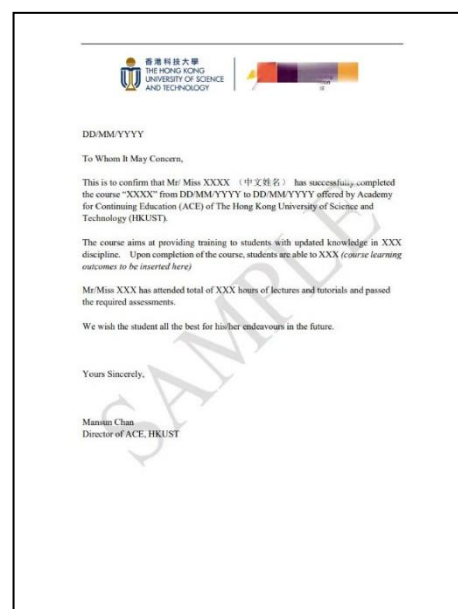 香港科技大學
THE HONG KONG
UNIVERSITY OF SCIENCE
AND TECHNOLOGY
DD/MM/YYYY
To Whom It May Concern,
This is to confirm that Mr/ Miss XXXX （中文姓名） has successfully completed
the course “XXXX” from DD/MM/YYYY to DD/MM/YYYY offered by Academy
for Continuing Education (ACE) of The Hong Kong University of Science and
Technology (HKUST).
The course aims at providing training to students with updated knowledge in XXX
discipline. Upon completion of the course, students are able to XXX (course learning
outcomes to be inserted here)
Mr/Miss XXX has attended total of XXX hours of lectures and tutorials and passed
the required assessments.
We wish the student all the best for his/her endeavours in the future.
Yours Sincerely,
Mansun Chan
Director of ACE, HKUST
SAMPLE